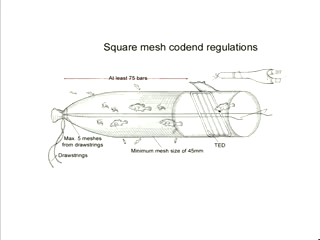 Square mesh codend regulations
At least 75 bars
Max. 5 meshes
from drawstrings
Drawstrings
Minimum mesh size of 45mm
TED